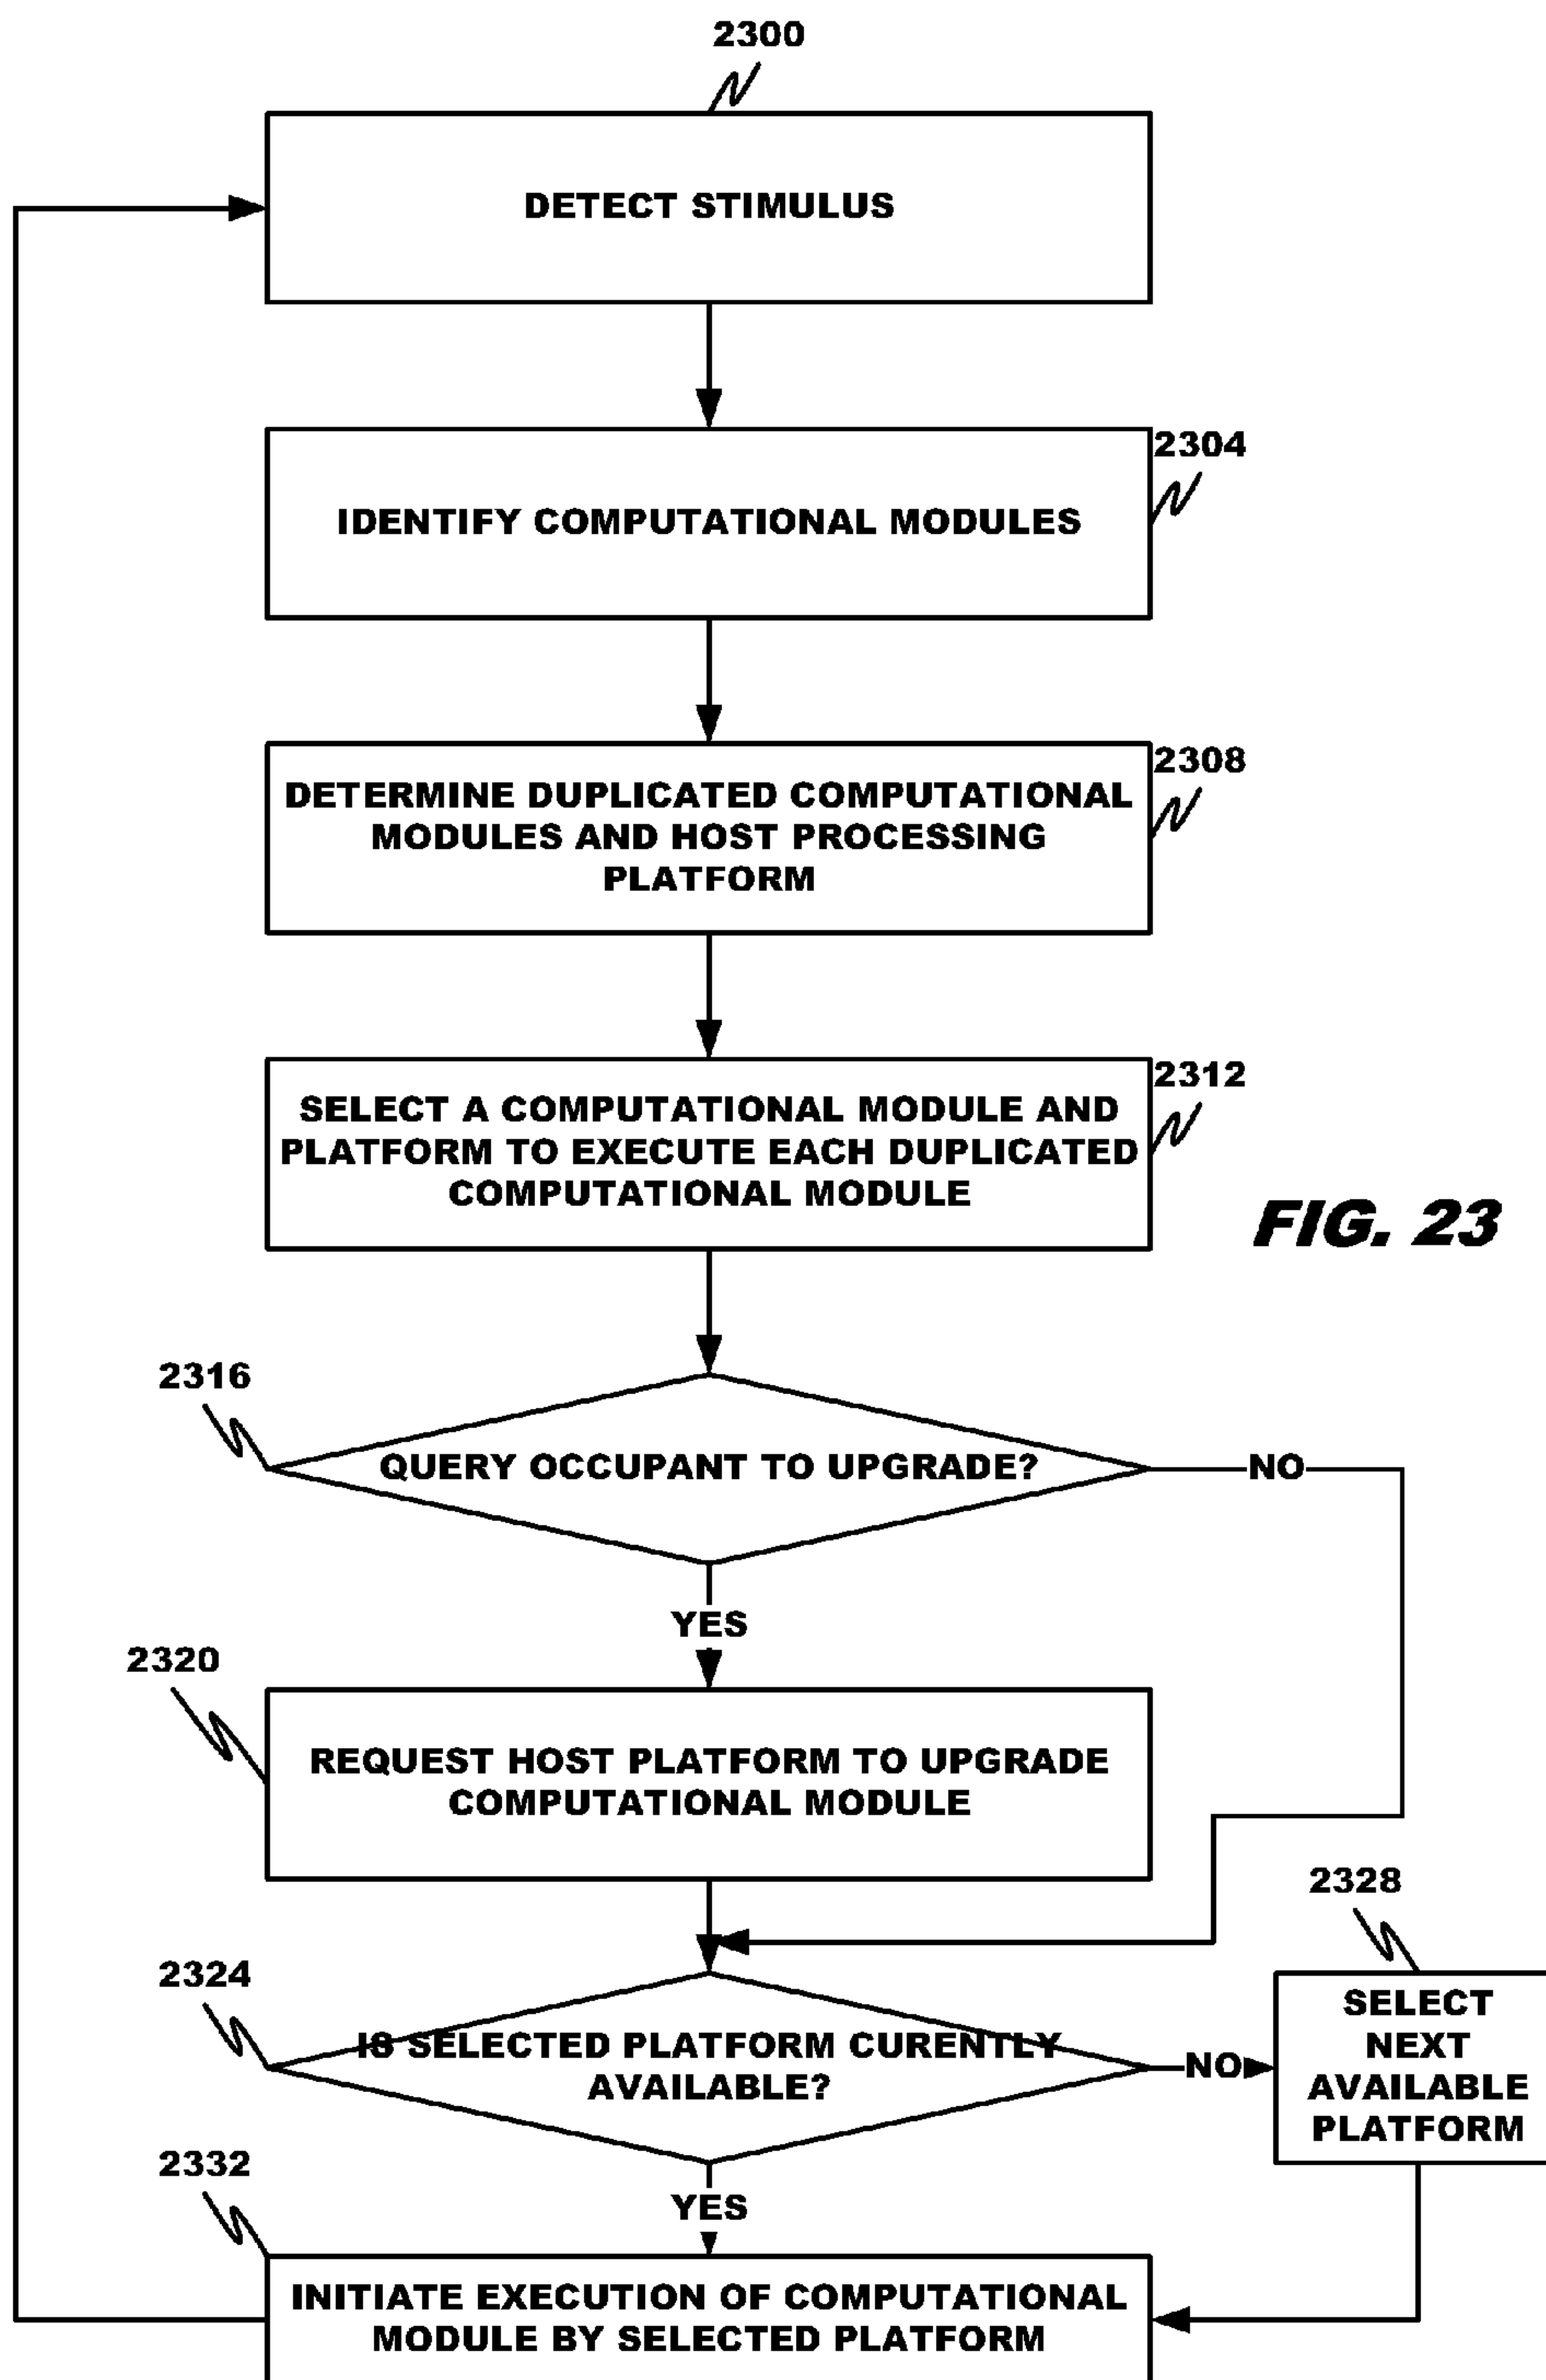 2300
DETECT STIMULUS
2304
IDENTIFY COMPUTATIONAL MODULES
2308
DETERMINE DUPLICATED COMPUTATIONAL
MODULES AND HOST PROCESSING
PLATFORM
2312
SELECT A COMPUTATIONAL MODULE AND
PLATFORM TO EXECUTE EACH DUPLICATED
COMPUTATIONAL MODULE
FIG. 23
2316
QUERY OCCUPANT TO UPGRADE?
NO
YES
2320
REQUEST HOST PLATFORM TO UPGRADE
COMPUTATIONAL MODULE
2324
IS SELECTED PLATFORM CURENTLY
AVAILABLE?
NO
2328
SELECT
NEXT
AVAILABLE
PLATFORM
YES
2332
INITIATE EXECUTION OF COMPUTATIONAL
MODULE BY SELECTED PLATFORM